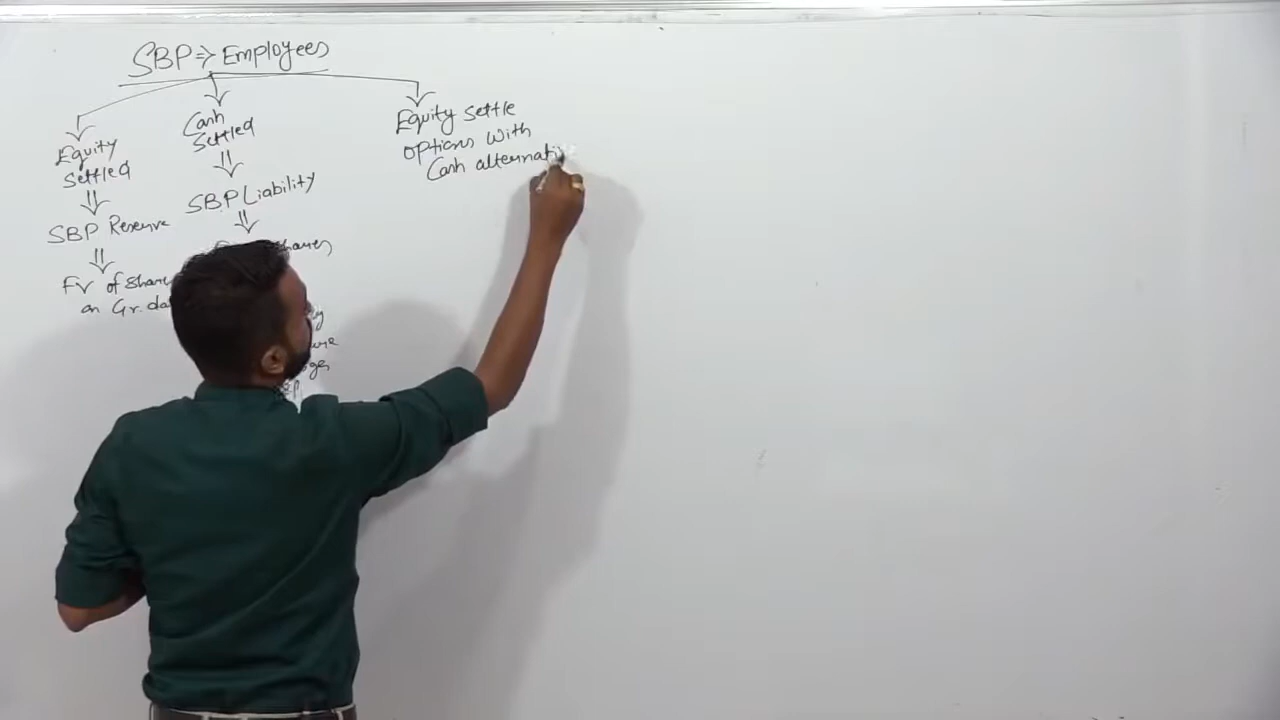 SBP ⇒ Employees
Equity
Settled
SBP Reserve
FV of Share
on Gr. da
Cash
Settled
SBP Liability
Equity Settle
options with
Cash alternati